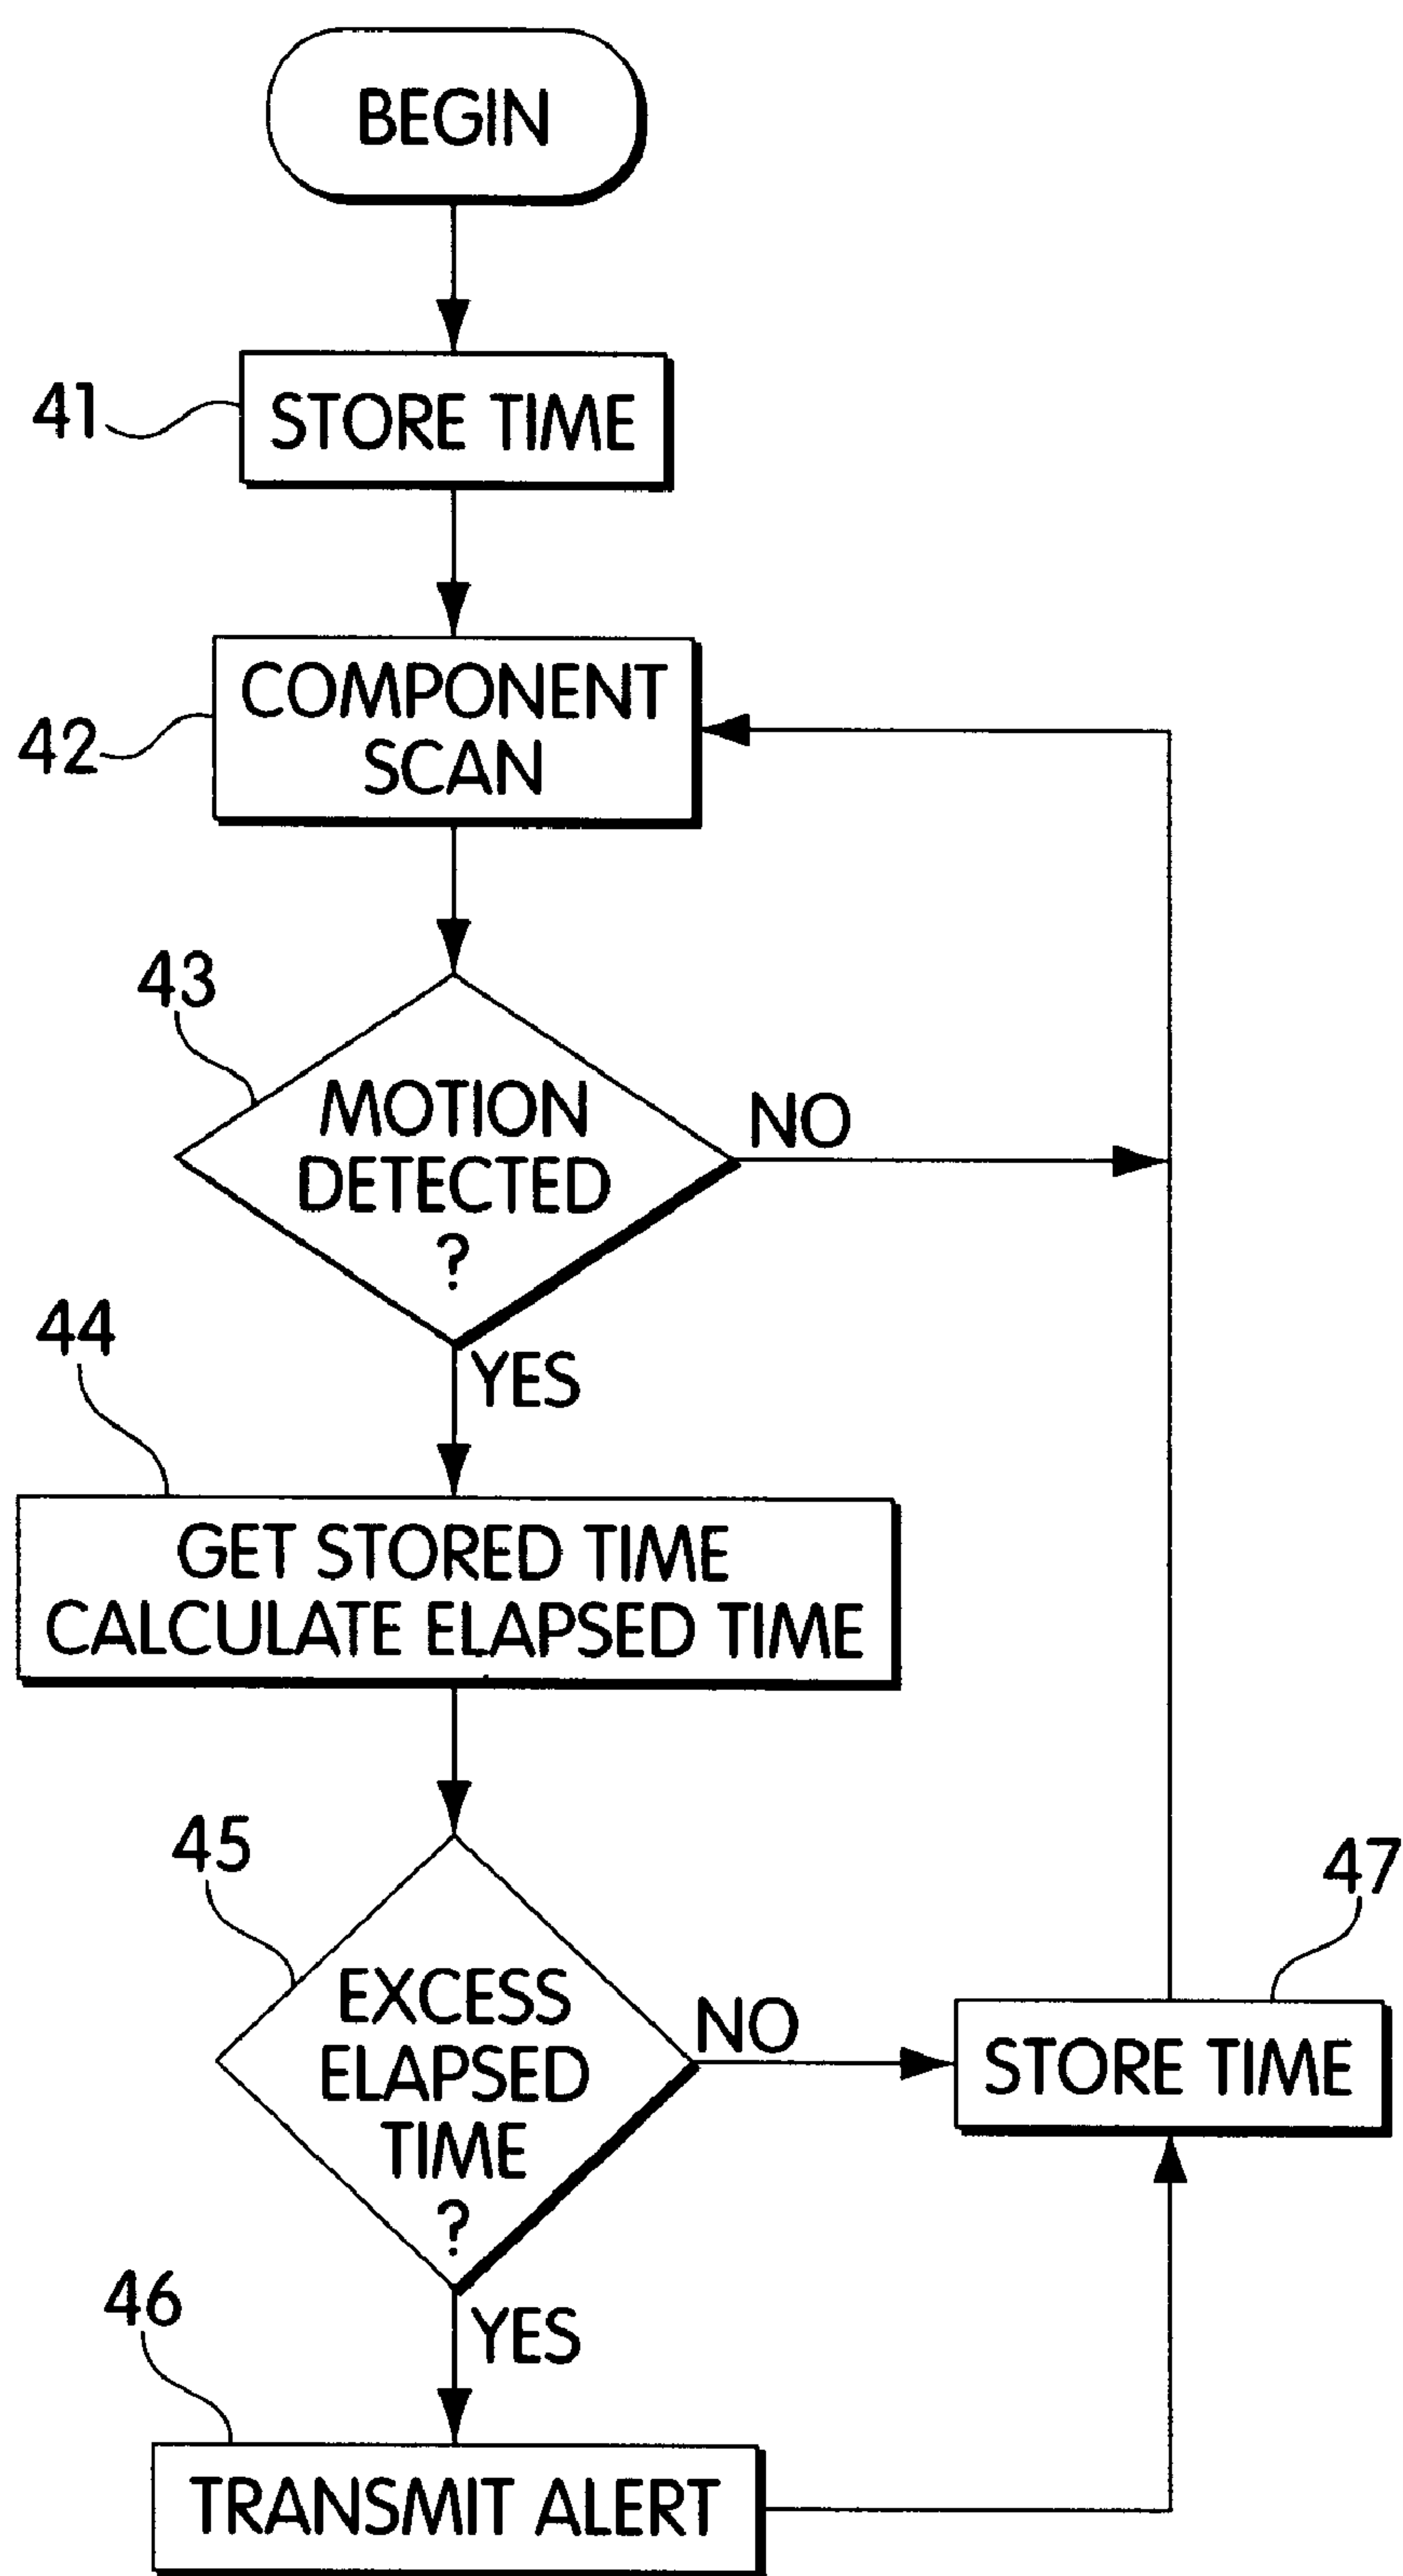 BEGIN
41
STORE TIME
42
COMPONENT
SCAN
43
MOTION
DETECTED
?
NO
YES
44
GET STORED TIME
CALCULATE ELAPSED TIME
45
EXCESS
ELAPSED
TIME
?
NO
47
STORE TIME
YES
46
TRANSMIT ALERT